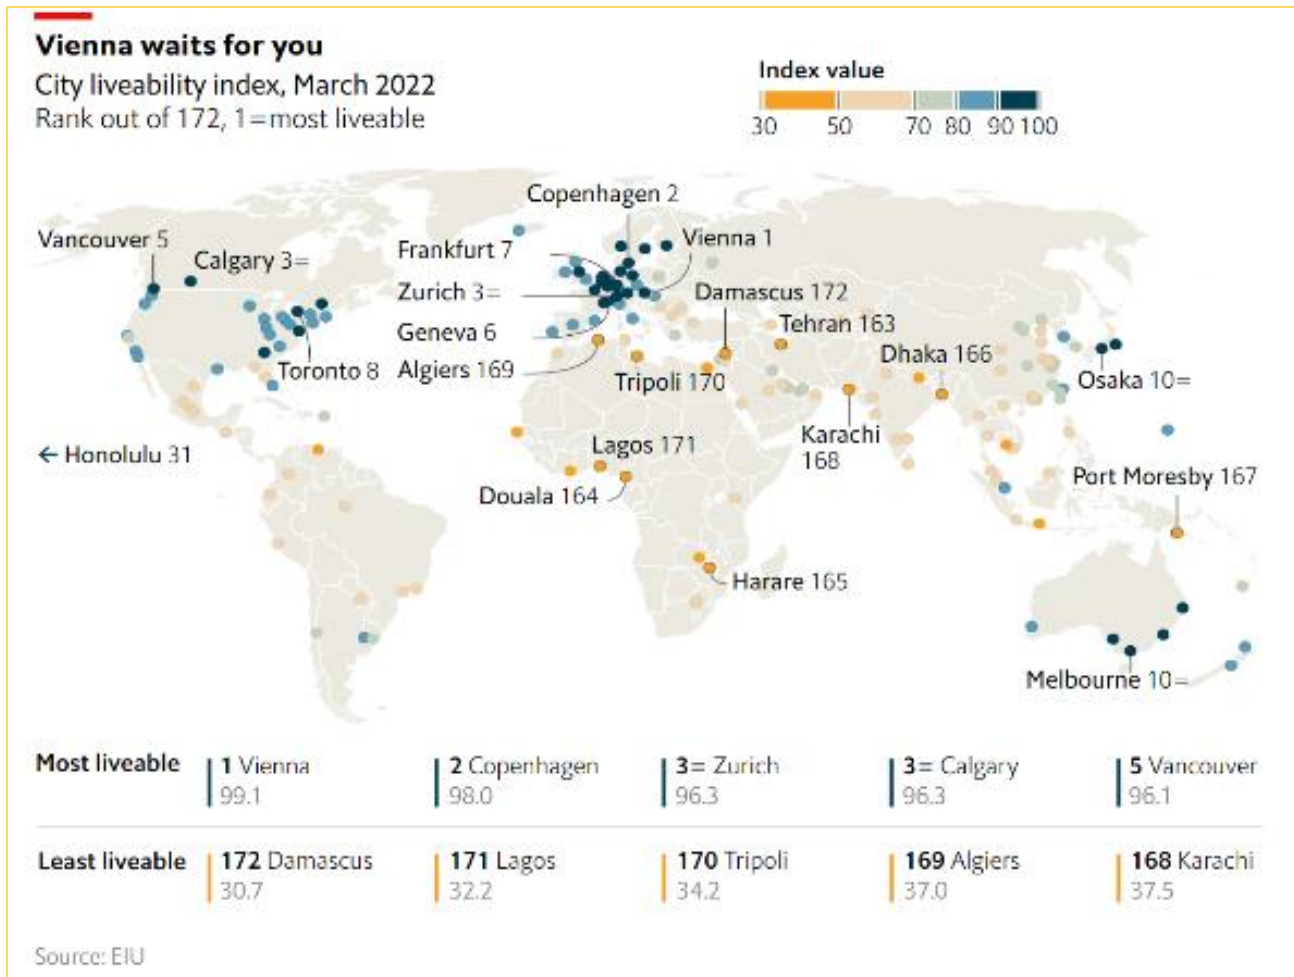 Vienna waits for you
City liveability index, March 2022
Rank out of 172, 1=most liveable
Index value
30 50 70 80 90 100
Copenhagen 2
Vancouver 5
Calgary 3=
Frankfurt 7
Vienna 1
Zurich 3=
Damascus 172
Geneva 6
Tehran 163
Toronto 8
Algiers 169
Dhaka 166
Tripoli 170
Osaka 10=
← Honolulu 31
Lagos 171
Karachi
168
Douala 164
Port Moresby 167
Harare 165
Melbourne 10=
Most liveable
1 Vienna
99.1
2 Copenhagen
98.0
3= Zurich
96.3
3= Calgary
96.3
5 Vancouver
96.1
Least liveable
172 Damascus
30.7
171 Lagos
32.2
170 Tripoli
34.2
169 Algiers
37.0
168 Karachi
37.5
Source: EIU